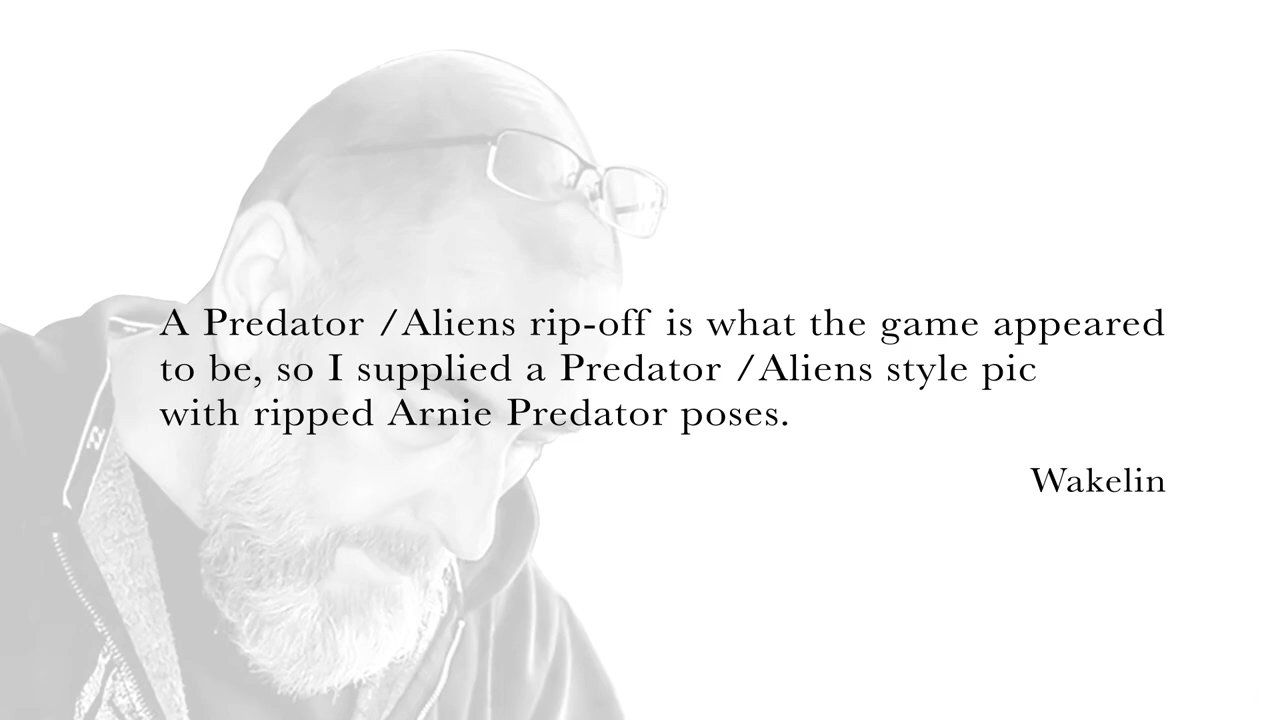 A Predator /Aliens rip-off is what the game appeared
to be, so I supplied a Predator /Aliens style pic
with ripped Arnie Predator poses.
Wakelin